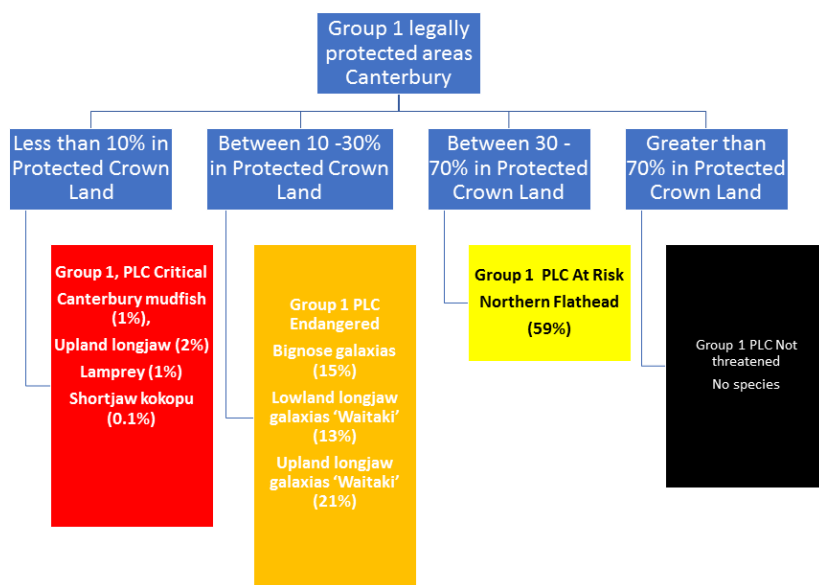 Group 1 legally
protected areas
Canterbury
Less than 10% in
Protected Crown
Land
Between 10 -30%
in Protected Crown
Land
Between 30 -
70% in Protected
Crown Land
Greater than
70% in Protected
Crown Land
Group 1, PLC Critical
Canterbury mudfish
(1%),
Upland longjaw (2%)
Lamprey (1%)
Shortjaw kokopu
(0.1%)
Group 1 PLC
Endangered
Bignose galaxias
(15%)
Lowland longjaw
galaxias ‘Waitaki’
(13%)
Upland longjaw
galaxias ‘Waitaki’
(21%)
Group 1 PLC At Risk
Northern Flathead
(59%)
Group 1 PLC Not
threatened
No species